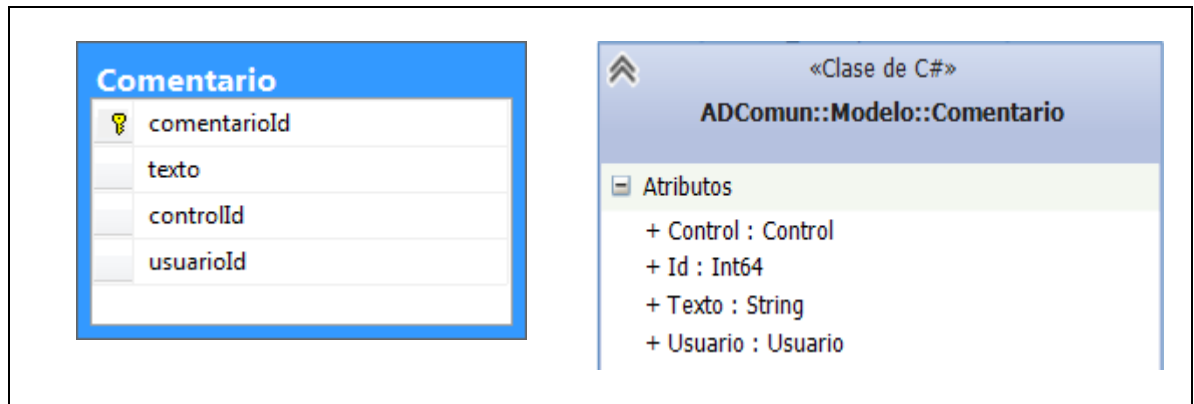 Comentario
comentarioId
texto
controlId
usuarioId
«Clase de C#»
ADComun::Modelo::Comentario
Atributos
+ Control : Control
+ Id : Int64
+ Texto : String
+ Usuario : Usuario